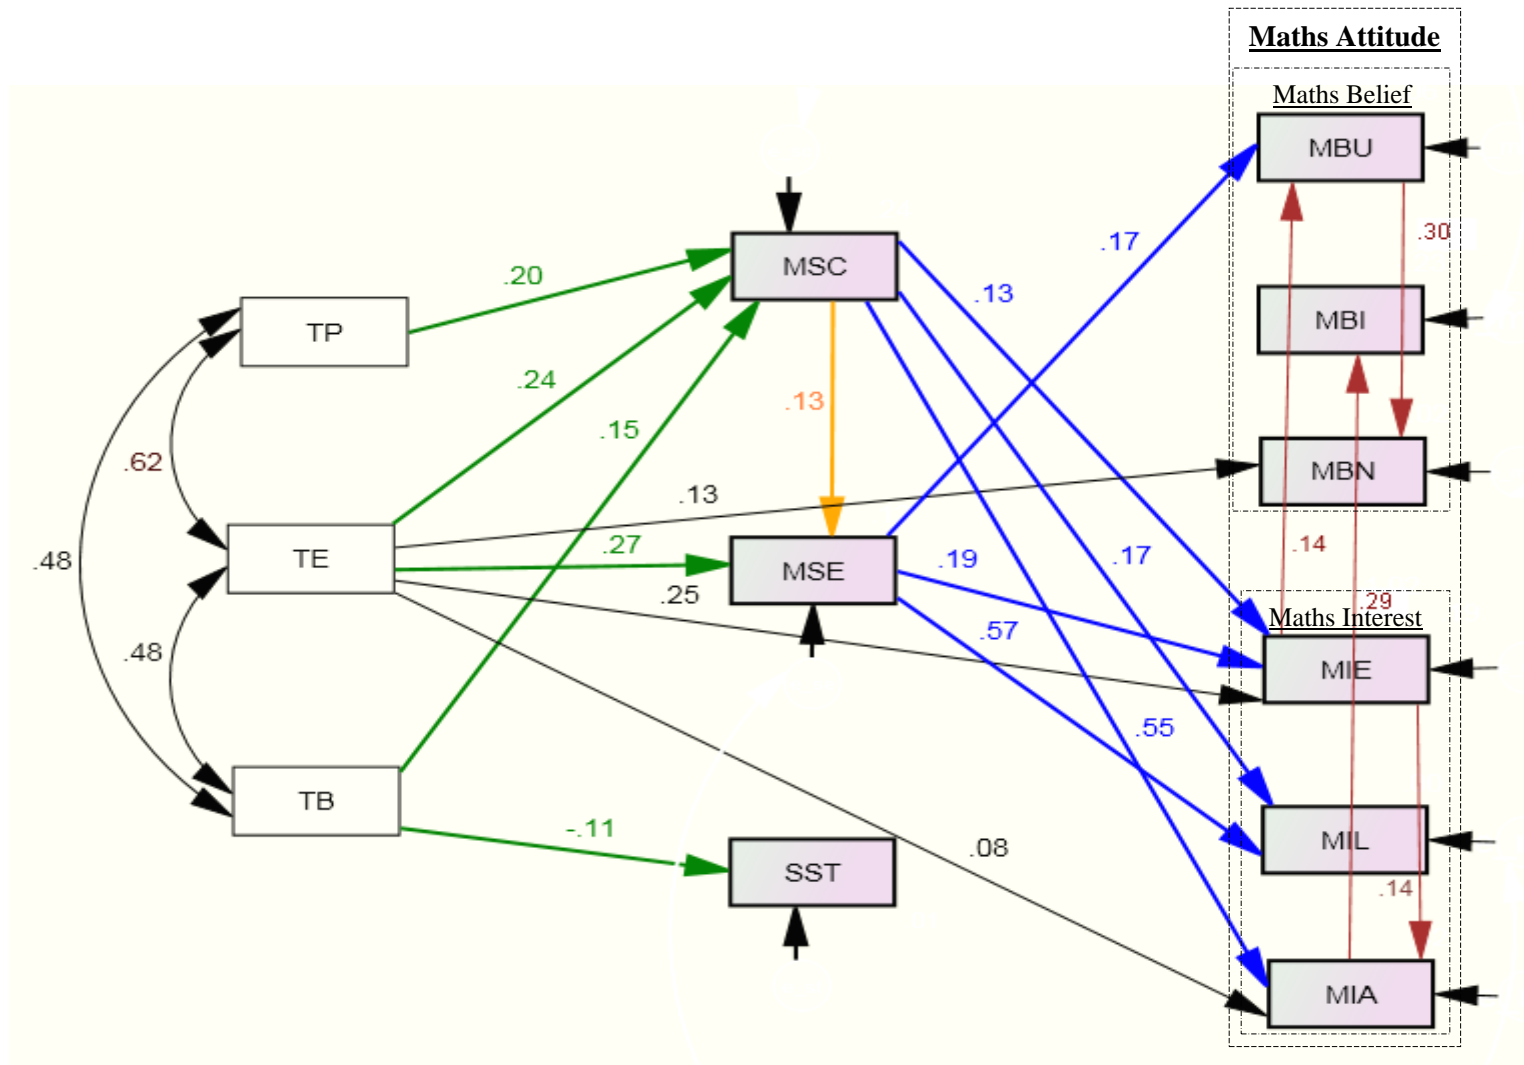 Maths Attitude
Maths Belief
MBU
.30
.17
MSC
.20
.13
TP
MBI
.24
.13
.15
.62
MBN
.13
.14
.48
TE
.27
MSE
.19
.17
.25
.29
Maths Interest
.57
.48
MIE
.55
TB
-.11
MIL
.08
SST
.14
MIA